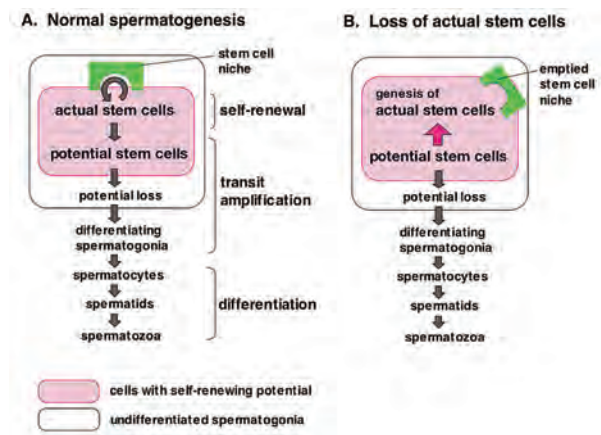 A. Normal spermatogenesis
stem cell
niche
actual stem cells
self-renewal
potential stem cells
potential loss
transit
amplification
differentiating
spermatogonia
spermatocytes
spermatids
differentiation
spermatozoa
B. Loss of actual stem cells
emptied
stem cell
niche
genesis of
actual stem cells
potential stem cells
potential loss
differentiating
spermatogonia
spermatocytes
spermatids
spermatozoa
cells with self-renewing potential
undifferentiated spermatogonia